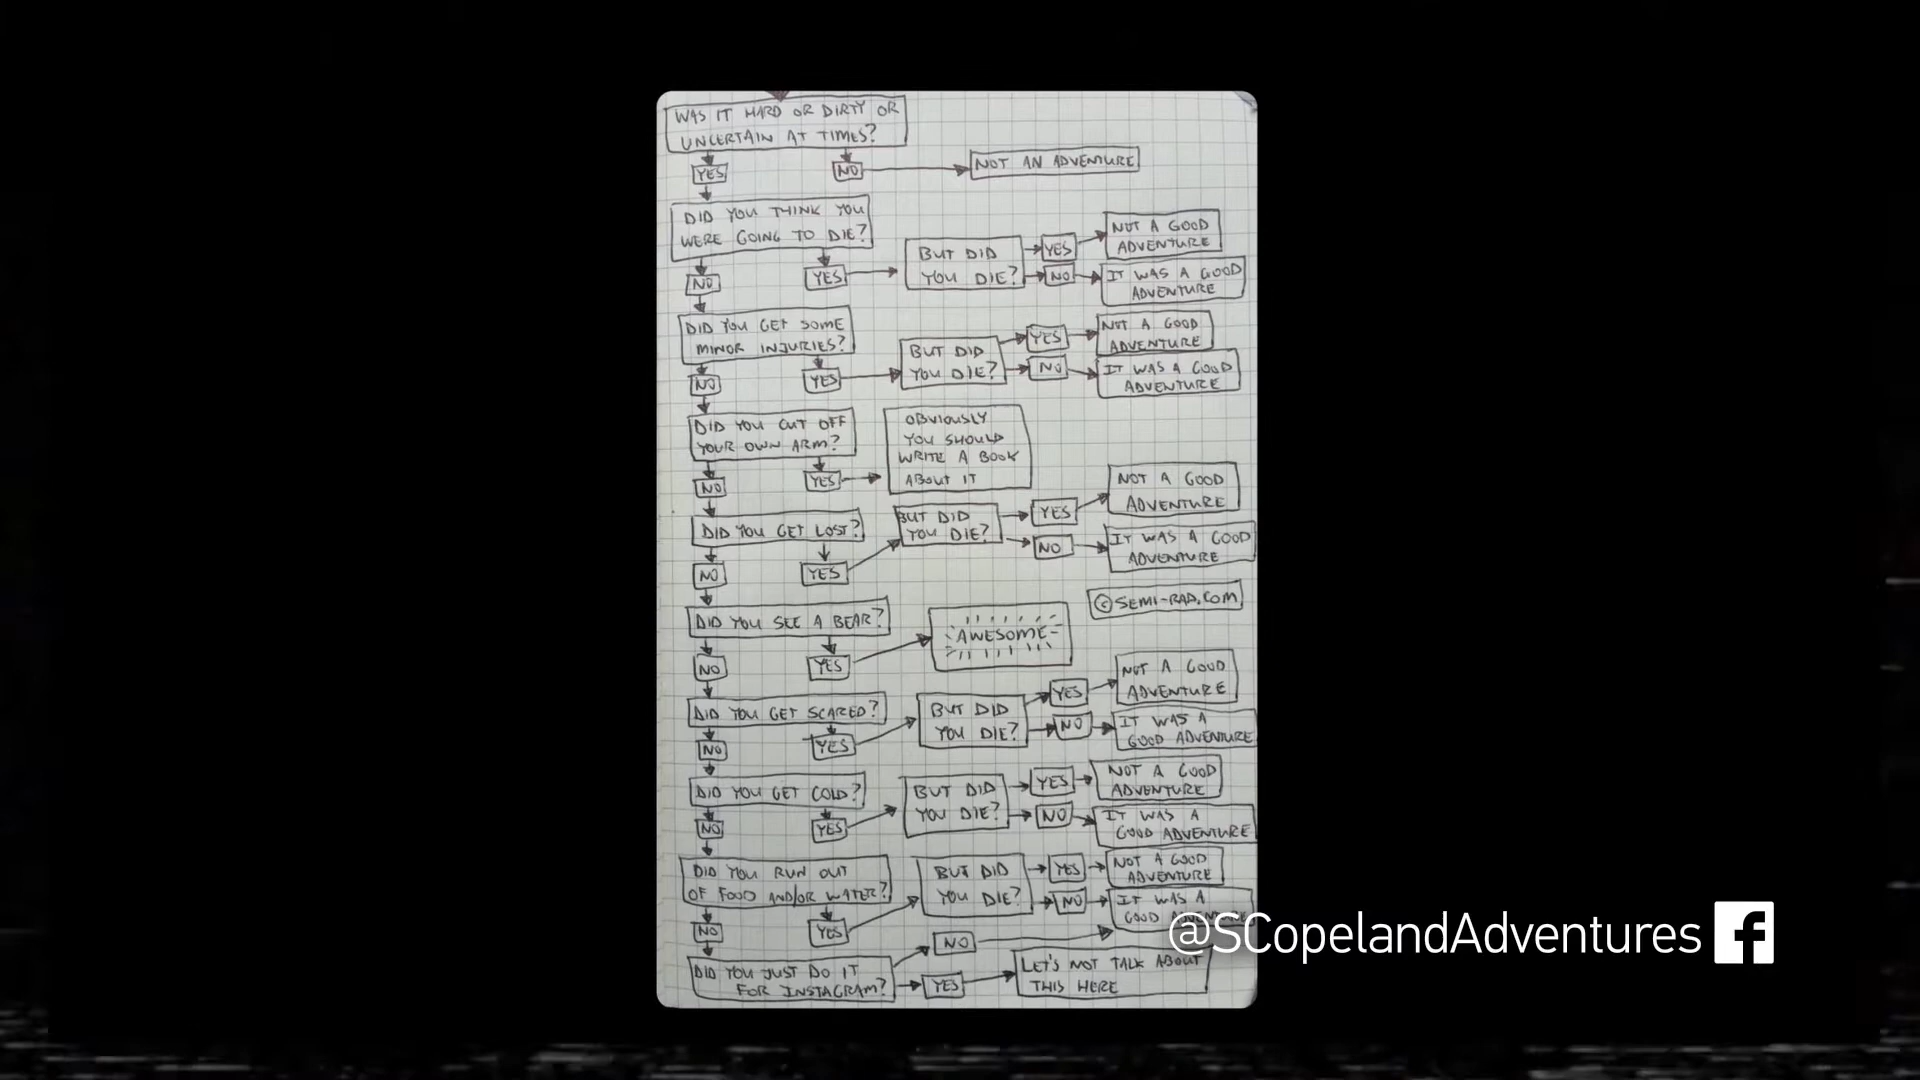 WAS IT HARD OR DIRTY OR
UNCERTAIN AT TIMES?
YES
NO
NOT AN ADVENTURE
DID YOU THINK YOU
WERE GOING TO DIE?
NO
YES
BUT DID
YOU DIE?
YES
NO
NOT A GOOD
ADVENTURE
IT WAS A GOOD
ADVENTURE
DID YOU GET SOME
MINOR INJURIES?
NO
YES
BUT DID
YOU DIE?
YES
NO
NOT A GOOD
ADVENTURE
IT WAS A GOOD
ADVENTURE
DID YOU CUT OFF
YOUR OWN ARM?
NO
YES
OBVIOUSLY
YOU SHOULD
WRITE A BOOK
ABOUT IT
DID YOU GET LOST?
NO
YES
BUT DID
YOU DIE?
YES
NO
NOT A GOOD
ADVENTURE
IT WAS A GOOD
ADVENTURE
©SEMI-RAD.COM
DID YOU SEE A BEAR?
NO
YES
AWESOME
DID YOU GET SCARED?
NO
YES
BUT DID
YOU DIE?
YES
NO
NOT A GOOD
ADVENTURE
IT WAS A
GOOD ADVENTURE
DID YOU GET COLD?
NO
YES
BUT DID
YOU DIE?
YES
NO
NOT A GOOD
ADVENTURE
IT WAS A
GOOD ADVENTURE
DID YOU RUN OUT
OF FOOD AND/OR WATER?
NO
YES
BUT DID
YOU DIE?
YES
NO
NOT A GOOD
ADVENTURE
IT WAS A
GOOD ADVENTURE
DID YOU JUST DO IT
FOR INSTAGRAM?
NO
YES
LET'S NOT TALK ABOUT
THIS HERE
@SCopelandAdventures